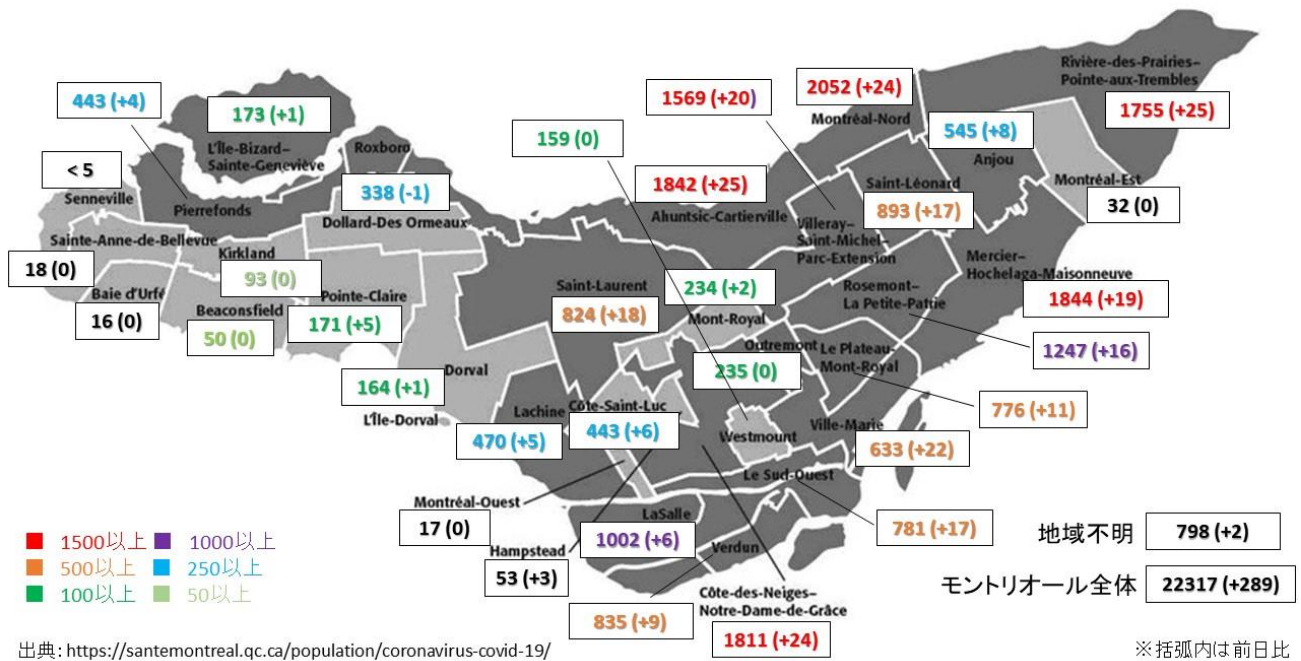 443 (+4)
173 (+1)
L'Île-Bizard–
Sainte-Geneviève
Roxboro
< 5
Senneville
Pierrefonds
338 (-1)
Dollard-Des Ormeaux
Sainte-Anne-de-Bellevue
18 (0)
Kirkland
93 (0)
Baie d'Urfé
16 (0)
Beaconsfield
50 (0)
Pointe-Claire
171 (+5)
164 (+1)
Dorval
L'Île-Dorval
159 (0)
1569 (+20)
2052 (+24)
Montréal-Nord
Rivière-des-Prairies–
Pointe-aux-Trembles
1755 (+25)
545 (+8)
Anjou
Montréal-Est
32 (0)
1842 (+25)
Ahuntsic-Cartierville
Saint-Léonard
893 (+17)
Villeray–
Saint-Michel–
Parc-Extension
Mercier–
Hochelaga-Maisonneuve
1844 (+19)
Saint-Laurent
824 (+18)
234 (+2)
Mont-Royal
Rosemont–
La Petite-Patrie
1247 (+16)
Outremont
235 (0)
Le Plateau-
Mont-Royal
776 (+11)
Lachine
470 (+5)
Côte-Saint-Luc
443 (+6)
Westmount
Ville-Marie
633 (+22)
Le Sud-Ouest
781 (+17)
Montréal-Ouest
17 (0)
Hampstead
53 (+3)
LaSalle
1002 (+6)
Verdun
835 (+9)
Côte-des-Neiges–
Notre-Dame-de-Grâce
1811 (+24)
1500以上 1000以上
500以上 250以上
100以上 50以上
地域不明 798 (+2)
モントリオール全体 22317 (+289)
出典: https://santemontreal.qc.ca/population/coronavirus-covid-19/
※括弧内は前日比